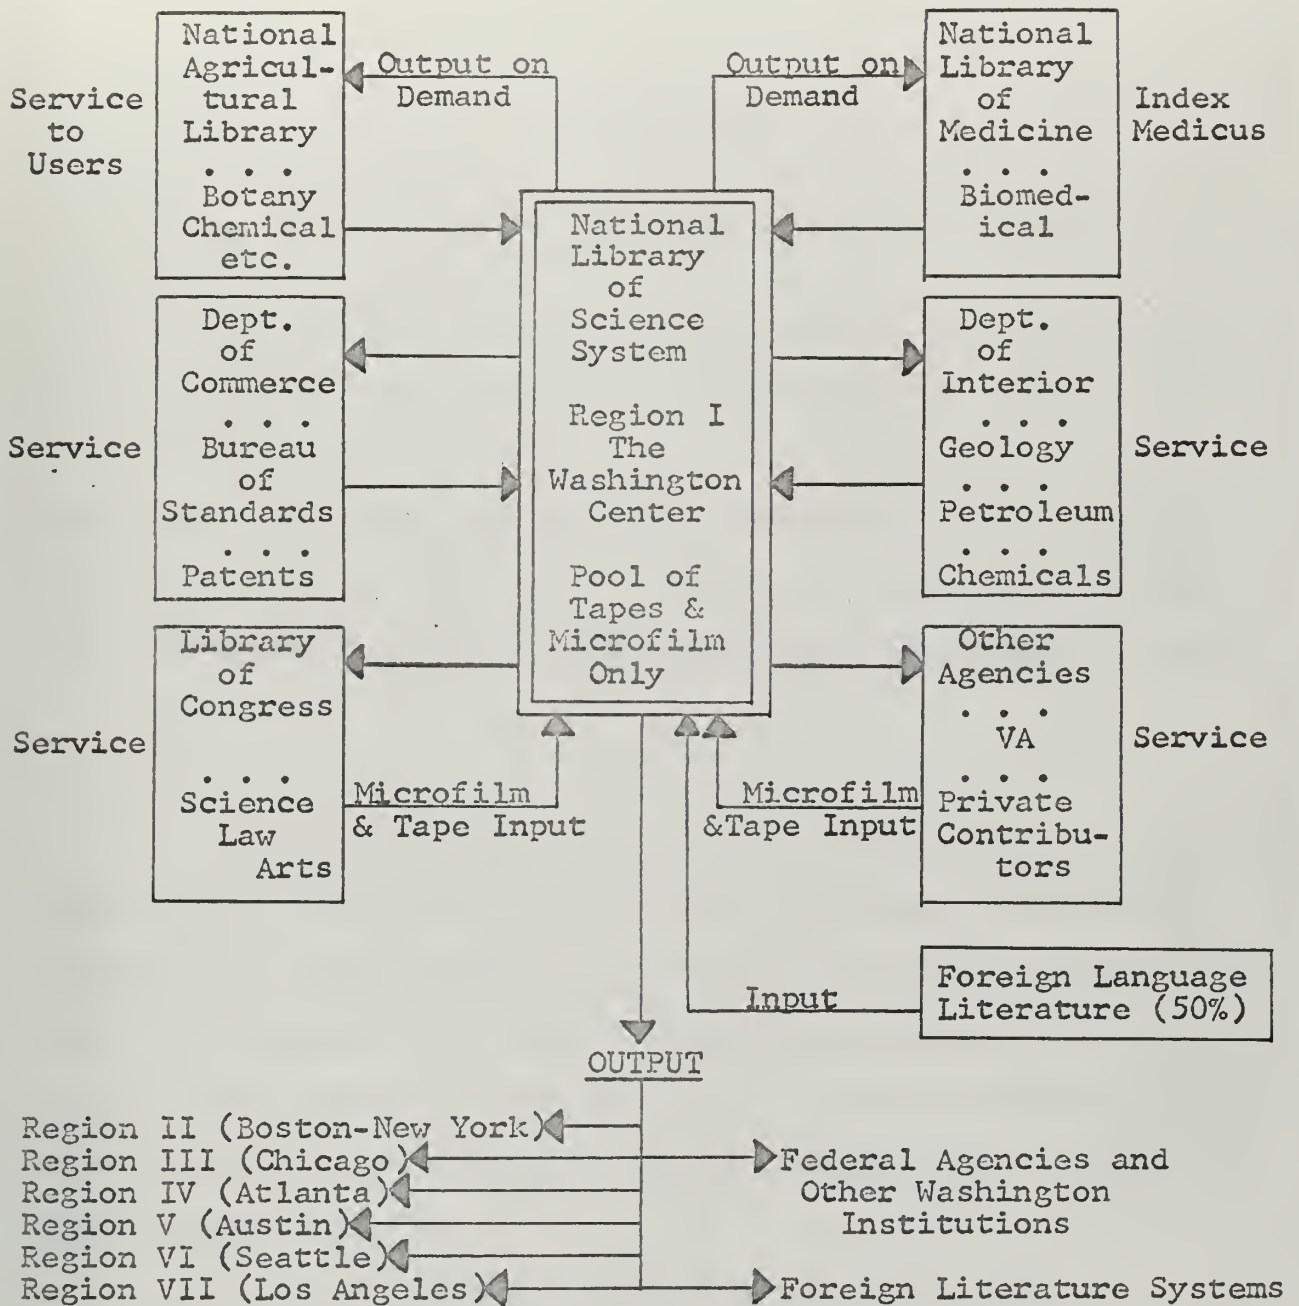 Service
to
Users
National
Agricul-
tural
Library
. . .
Botany
Chemical
etc.
Output on
Demand
Output on
Demand
National
Library
of
Medicine
. . .
Biomed-
ical
Index
Medicus
Service
Dept.
of
Commerce
. . .
Bureau
of
Standards
. . .
Patents
National
Library
of
Science
System
Region I
The
Washington
Center
Pool of
Tapes &
Microfilm
Only
Dept.
of
Interior
. . .
Geology
. . .
Petroleum
. . .
Chemicals
Service
Service
Library
of
Congress
. . .
Science
Law
Arts
Microfilm
& Tape Input
Microfilm
&Tape Input
Other
Agencies
. . .
VA
. . .
Private
Contribu-
tors
Service
Input
Foreign Language
Literature (50%)
OUTPUT
Region II (Boston-New York)
Region III (Chicago)
Region IV (Atlanta)
Region V (Austin)
Region VI (Seattle)
Region VII (Los Angeles)
Federal Agencies and
Other Washington
Institutions
Foreign Literature Systems